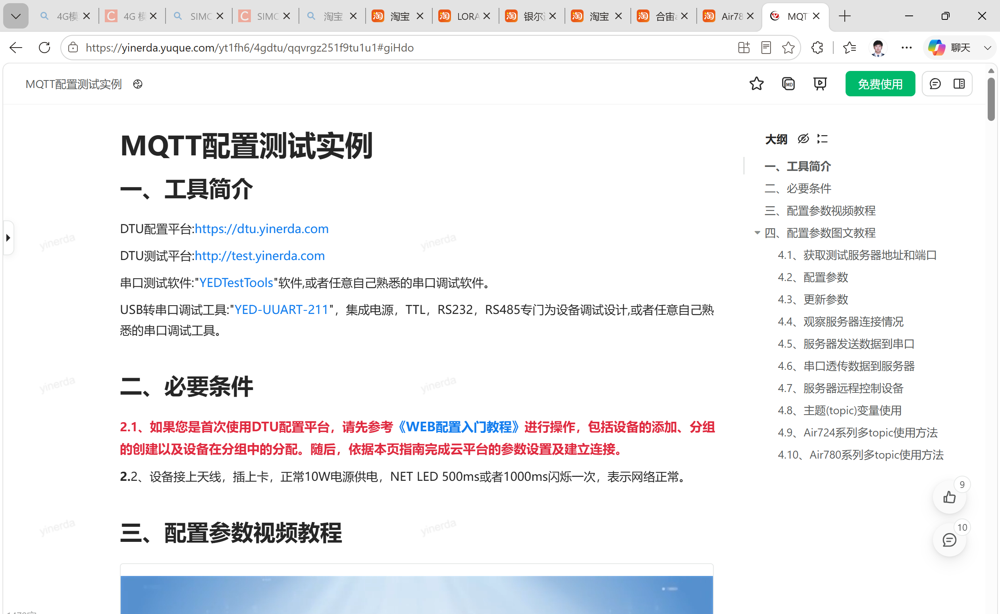 4G模
4G 模
SIMC
SIMC
淘宝
淘宝
LORA
银尔
淘宝
合宙
Air78
MQT
https://yinerda.yuque.com/yt1fh6/4gdtu/qqvrgz251f9tu1u1#giHdo
聊天
MQTT配置测试实例
免费使用
MQTT配置测试实例
一、工具简介
DTU配置平台:https://dtu.yinerda.com
DTU测试平台:http://test.yinerda.com
串口测试软件:"YEDTestTools"软件,或者任意自己熟悉的串口调试软件。
USB转串口调试工具:"YED-UUART-211"，集成电源，TTL，RS232，RS485专门为设备调试设计,或者任意自己熟
悉的串口调试工具。
二、必要条件
2.1、如果您是首次使用DTU配置平台，请先参考《WEB配置入门教程》进行操作，包括设备的添加、分组
的创建以及设备在分组中的分配。随后，依据本页指南完成云平台的参数设置及建立连接。
2.2、设备接上天线，插上卡，正常10W电源供电，NET LED 500ms或者1000ms闪烁一次，表示网络正常。
三、配置参数视频教程
大纲
一、工具简介
二、必要条件
三、配置参数视频教程
四、配置参数图文教程
4.1、获取测试服务器地址和端口
4.2、配置参数
4.3、更新参数
4.4、观察服务器连接情况
4.5、服务器发送数据到串口
4.6、串口透传数据到服务器
4.7、服务器远程控制设备
4.8、主题(topic)变量使用
4.9、Air724系列多topic使用方法
4.10、Air780系列多topic使用方法
9
10
yinerda
yinerda
yinerda
yinerda
yinerda
yinerda